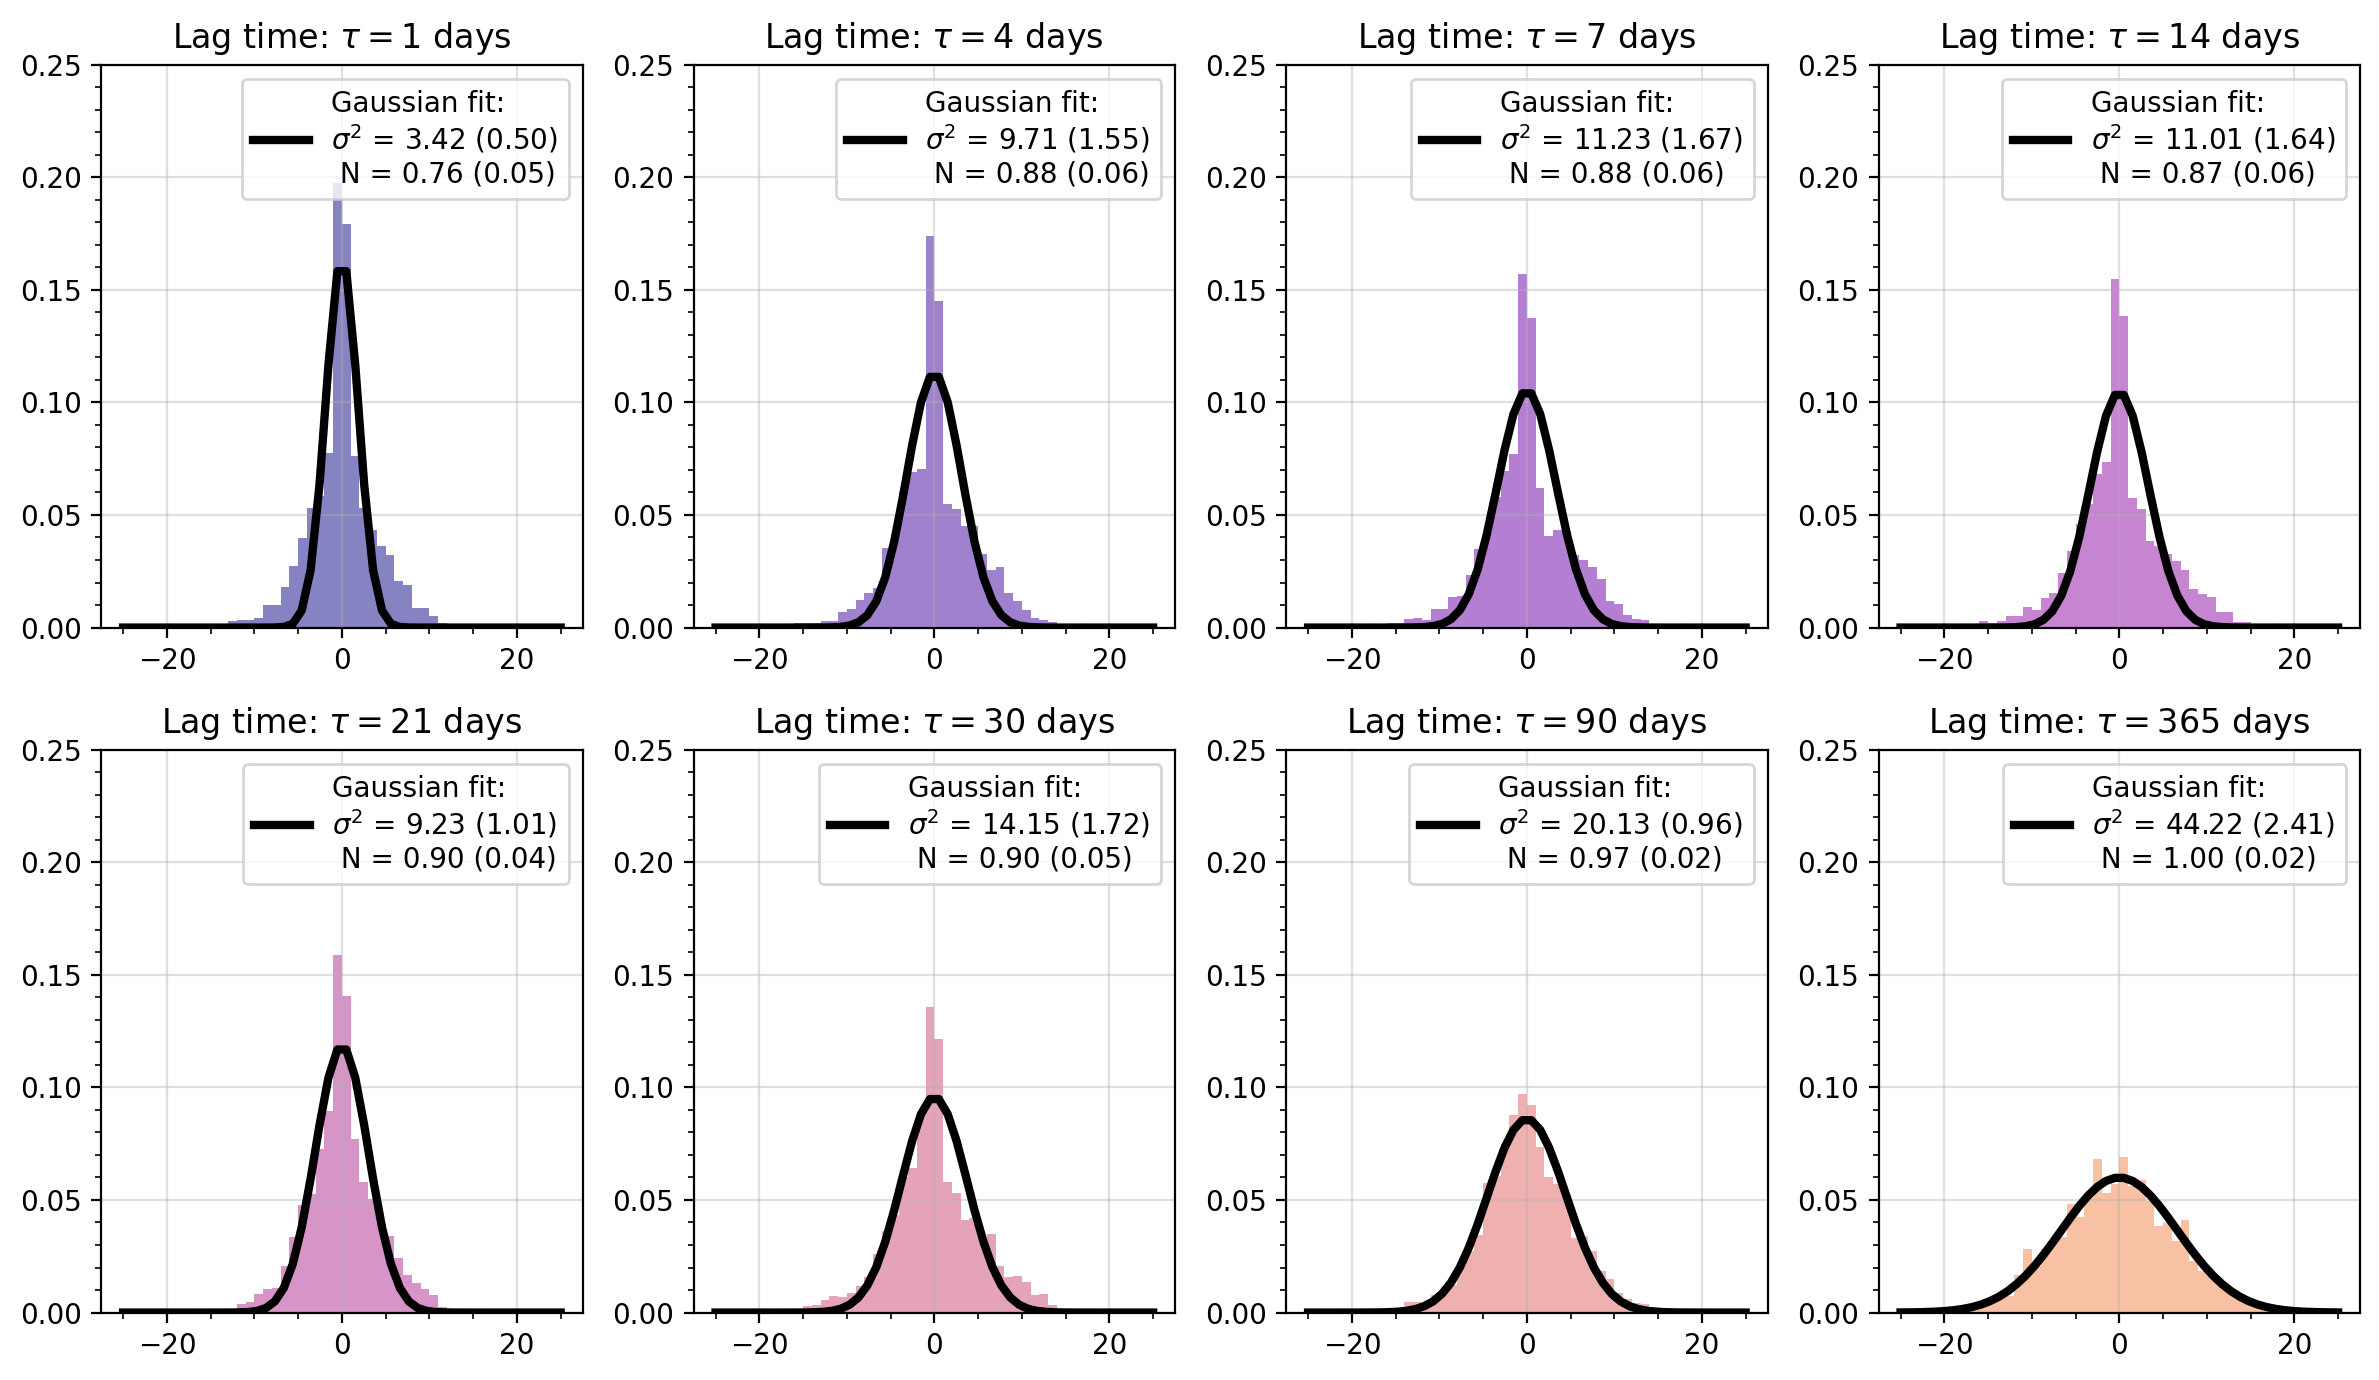 Lag time: τ = 1 days
0.25
0.20
0.15
0.10
0.05
0.00
−20
0
20
Gaussian fit:
σ² = 3.42 (0.50)
N = 0.76 (0.05)
Lag time: τ = 4 days
0.25
0.20
0.15
0.10
0.05
0.00
−20
0
20
Gaussian fit:
σ² = 9.71 (1.55)
N = 0.88 (0.06)
Lag time: τ = 7 days
0.25
0.20
0.15
0.10
0.05
0.00
−20
0
20
Gaussian fit:
σ² = 11.23 (1.67)
N = 0.88 (0.06)
Lag time: τ = 14 days
0.25
0.20
0.15
0.10
0.05
0.00
−20
0
20
Gaussian fit:
σ² = 11.01 (1.64)
N = 0.87 (0.06)
Lag time: τ = 21 days
0.25
0.20
0.15
0.10
0.05
0.00
−20
0
20
Gaussian fit:
σ² = 9.23 (1.01)
N = 0.90 (0.04)
Lag time: τ = 30 days
0.25
0.20
0.15
0.10
0.05
0.00
−20
0
20
Gaussian fit:
σ² = 14.15 (1.72)
N = 0.90 (0.05)
Lag time: τ = 90 days
0.25
0.20
0.15
0.10
0.05
0.00
−20
0
20
Gaussian fit:
σ² = 20.13 (0.96)
N = 0.97 (0.02)
Lag time: τ = 365 days
0.25
0.20
0.15
0.10
0.05
0.00
−20
0
20
Gaussian fit:
σ² = 44.22 (2.41)
N = 1.00 (0.02)